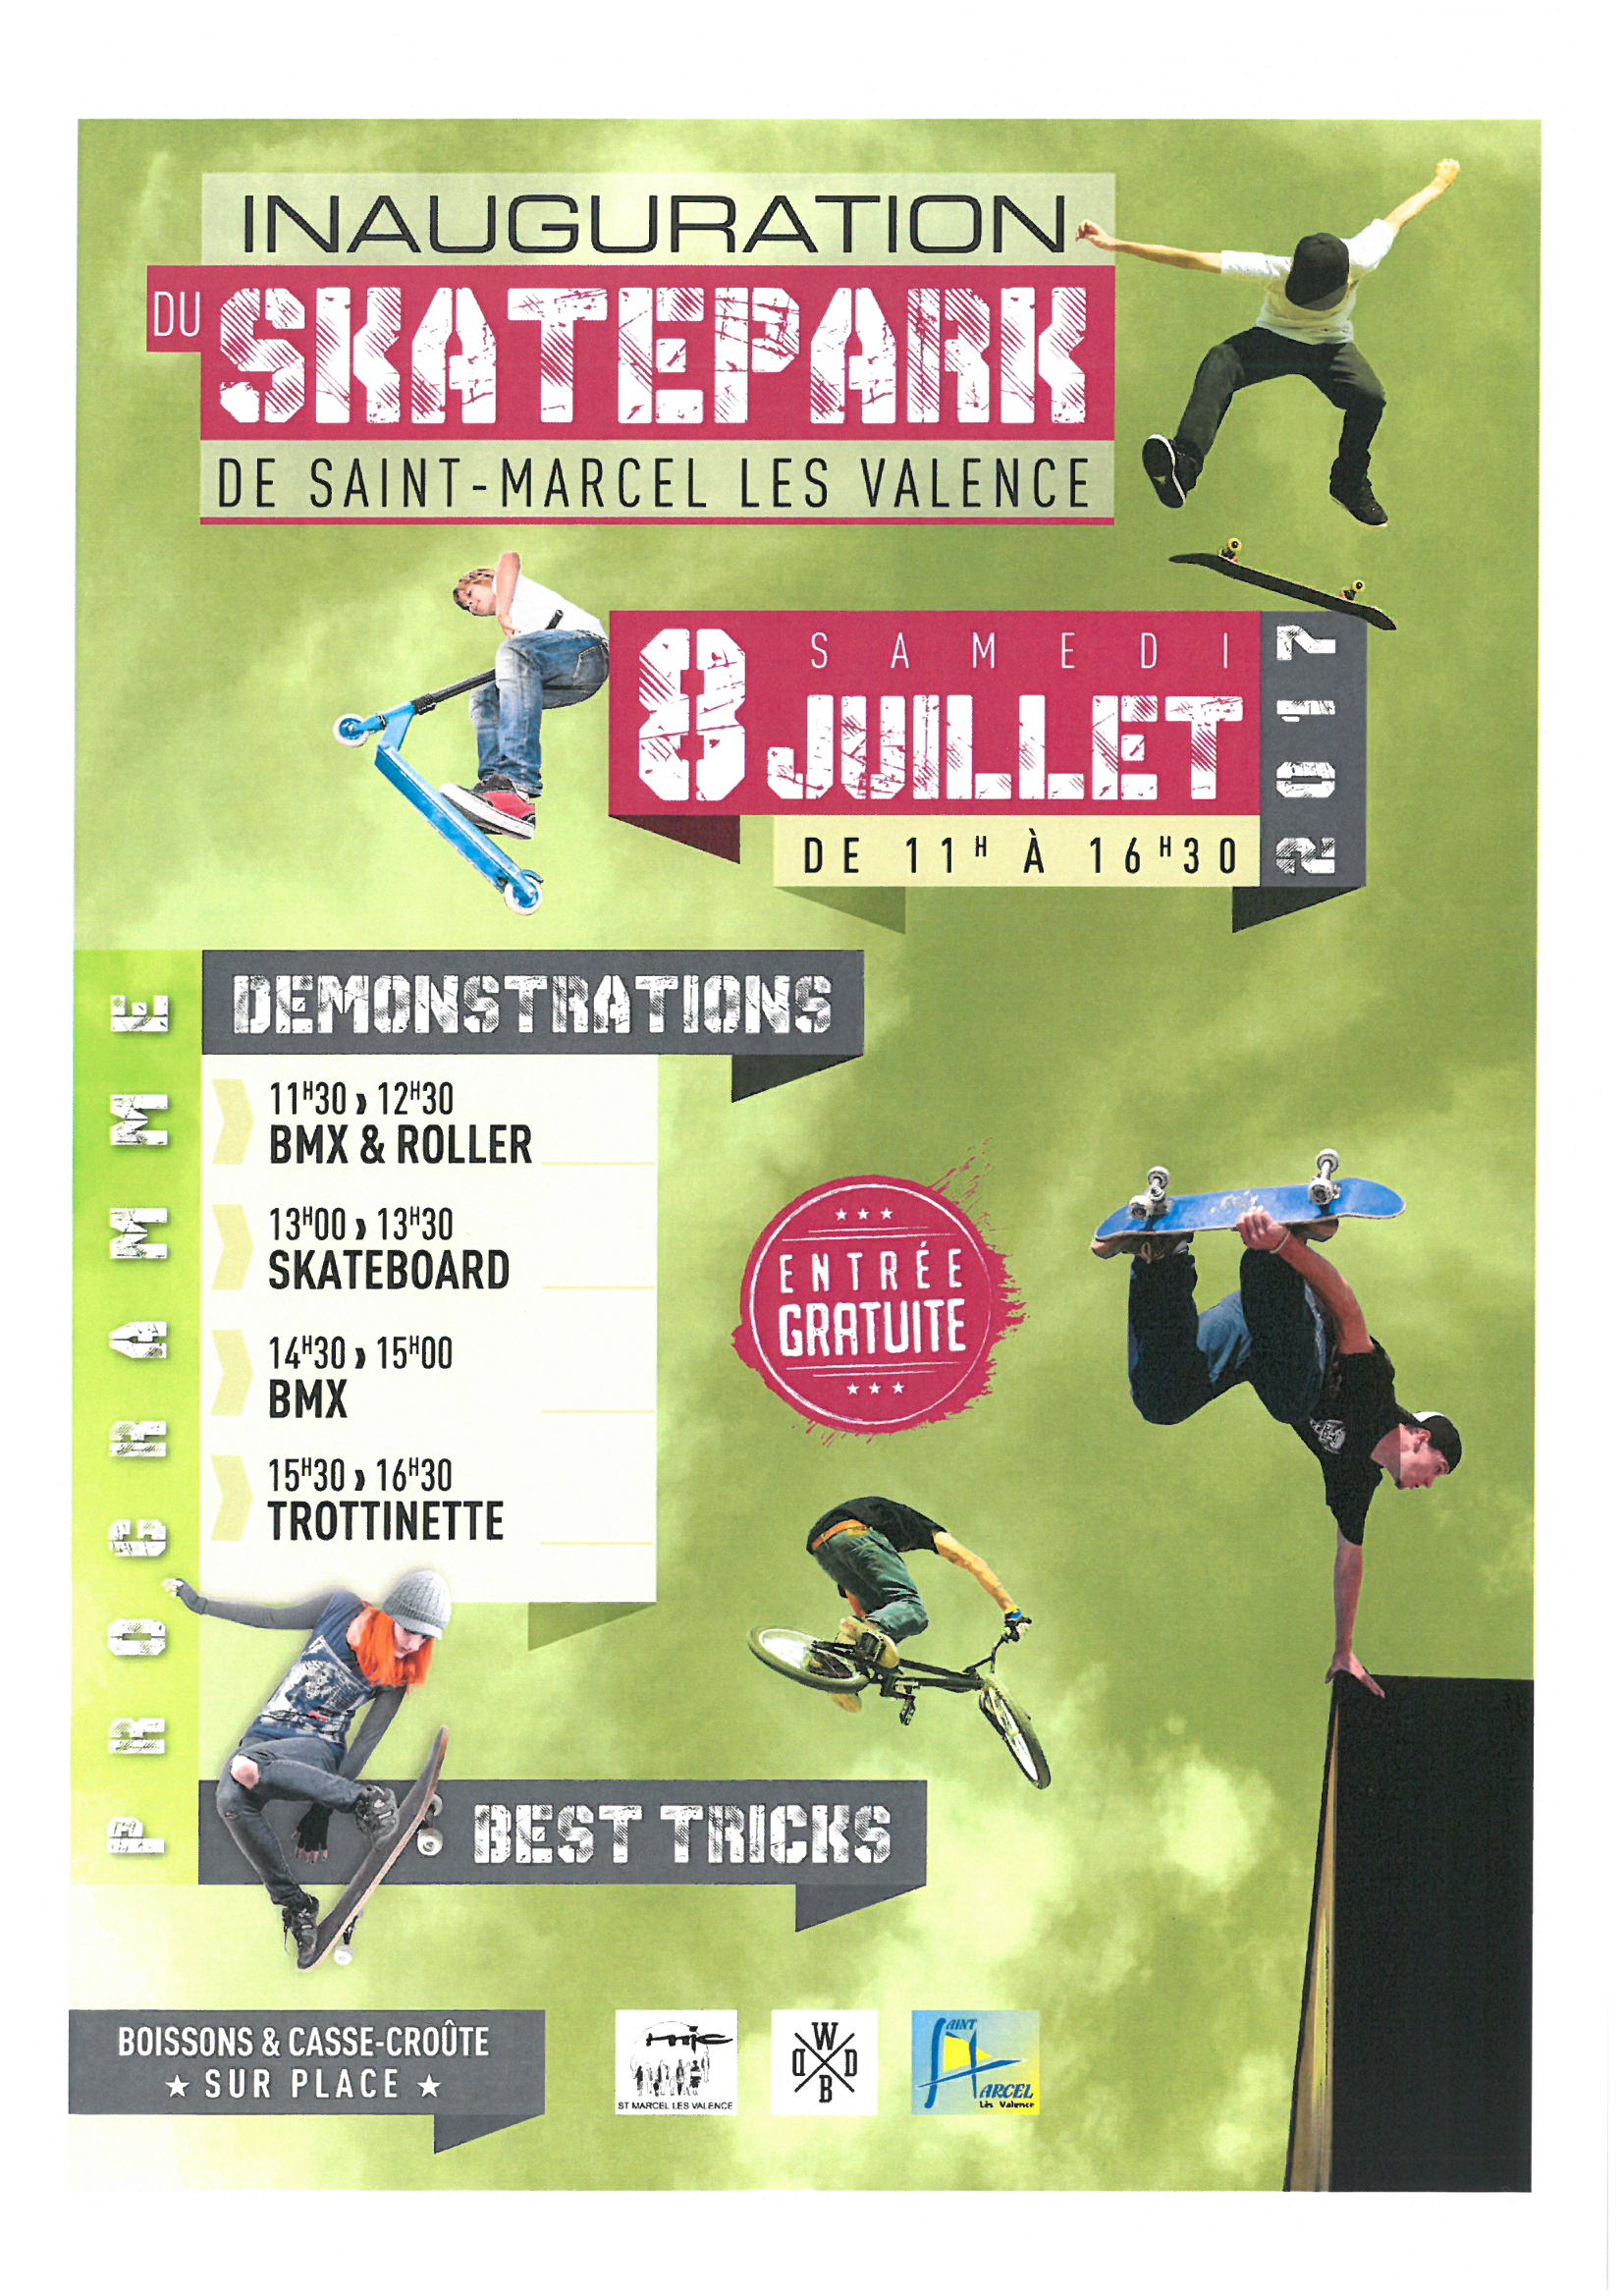 INAUGURATION
DU SKATEPARK
DE SAINT-MARCEL LES VALENCE
SAMEDI
8 JUILLET
2017
DE 11H À 16H30
PROGRAMME
DEMONSTRATIONS
11H30 › 12H30
BMX & ROLLER
13H00 › 13H30
SKATEBOARD
14H30 › 15H00
BMX
15H30 › 16H30
TROTTINETTE
★ ★ ★
ENTRÉE
GRATUITE
★ ★ ★
BEST TRICKS
BOISSONS & CASSE-CROÛTE
★ SUR PLACE ★
mjc
ST MARCEL LES VALENCE
W
D D
B
SAINT
MARCEL
Lès Valence